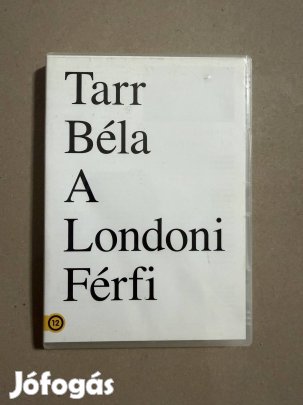 Tarr
Béla
A
Londoni
Férfi
12
Jófogás